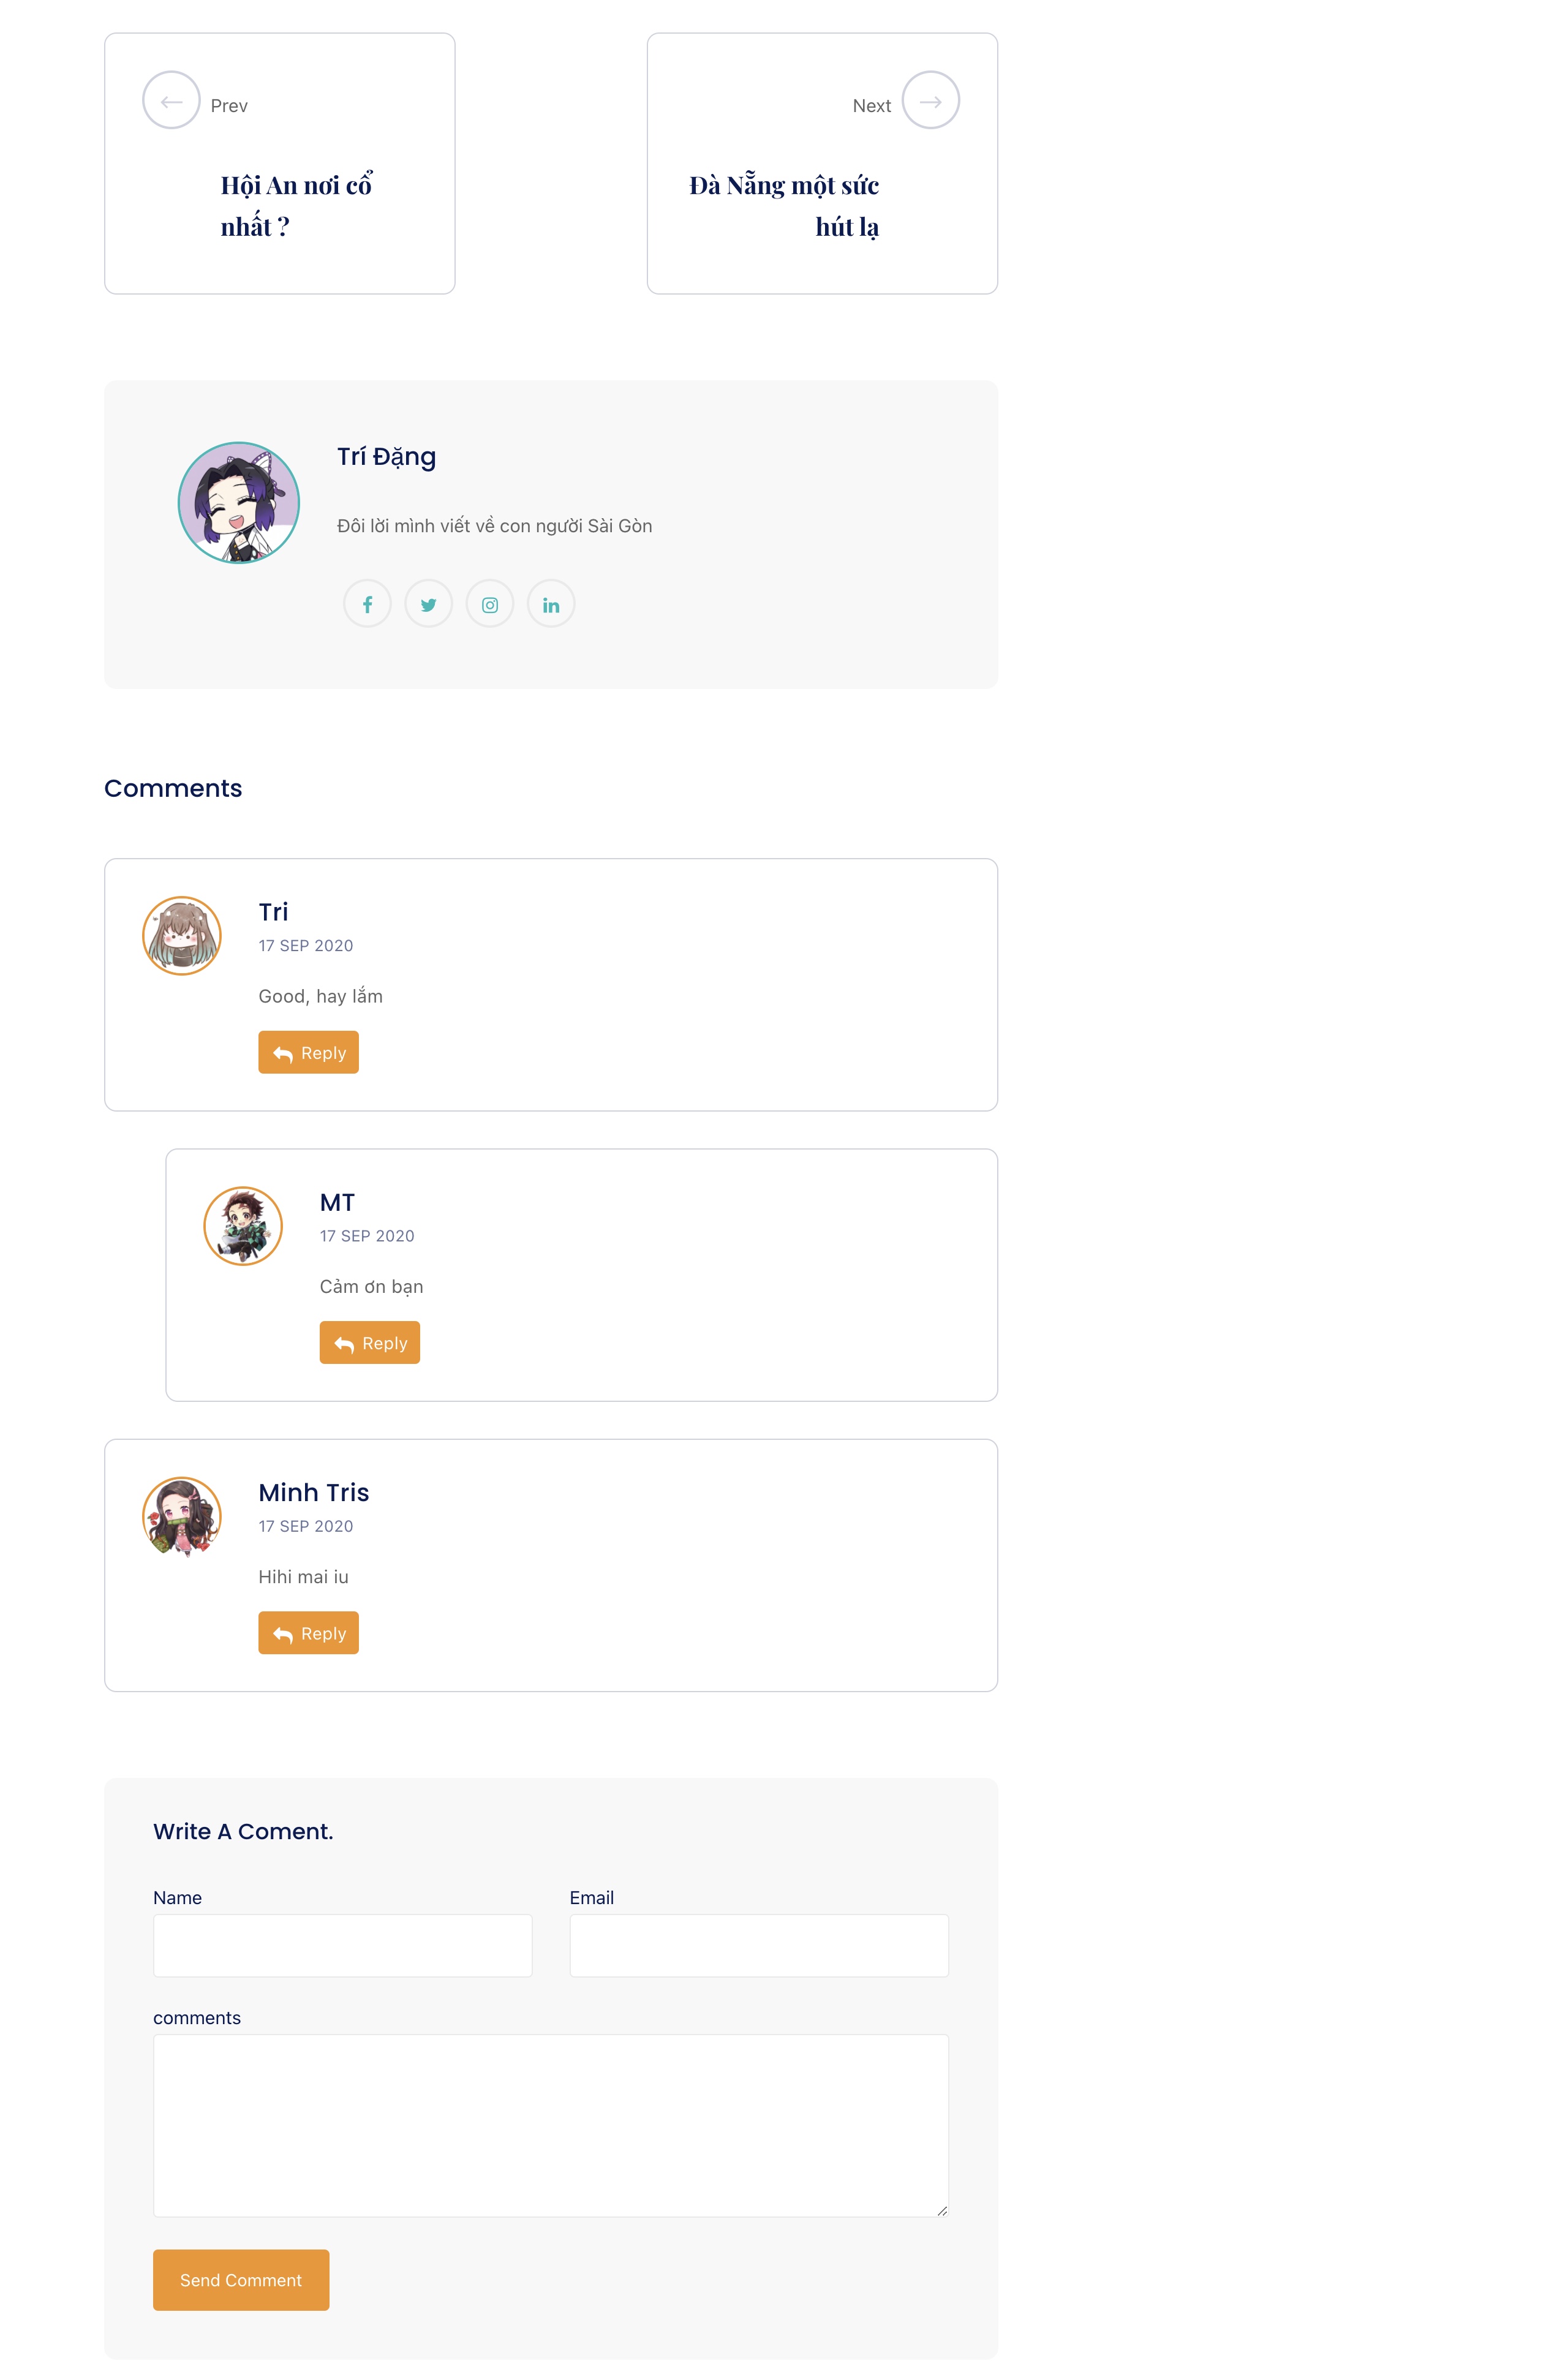 Prev
Hội An nơi cổ
nhất ?
Next
Đà Nẵng một sức
hút lạ
Trí Đặng
Đôi lời mình viết về con người Sài Gòn
Comments
Tri
17 SEP 2020
Good, hay lắm
Reply
MT
17 SEP 2020
Cảm ơn bạn
Reply
Minh Tris
17 SEP 2020
Hihi mai iu
Reply
Write A Coment.
Name
Email
comments
Send Comment